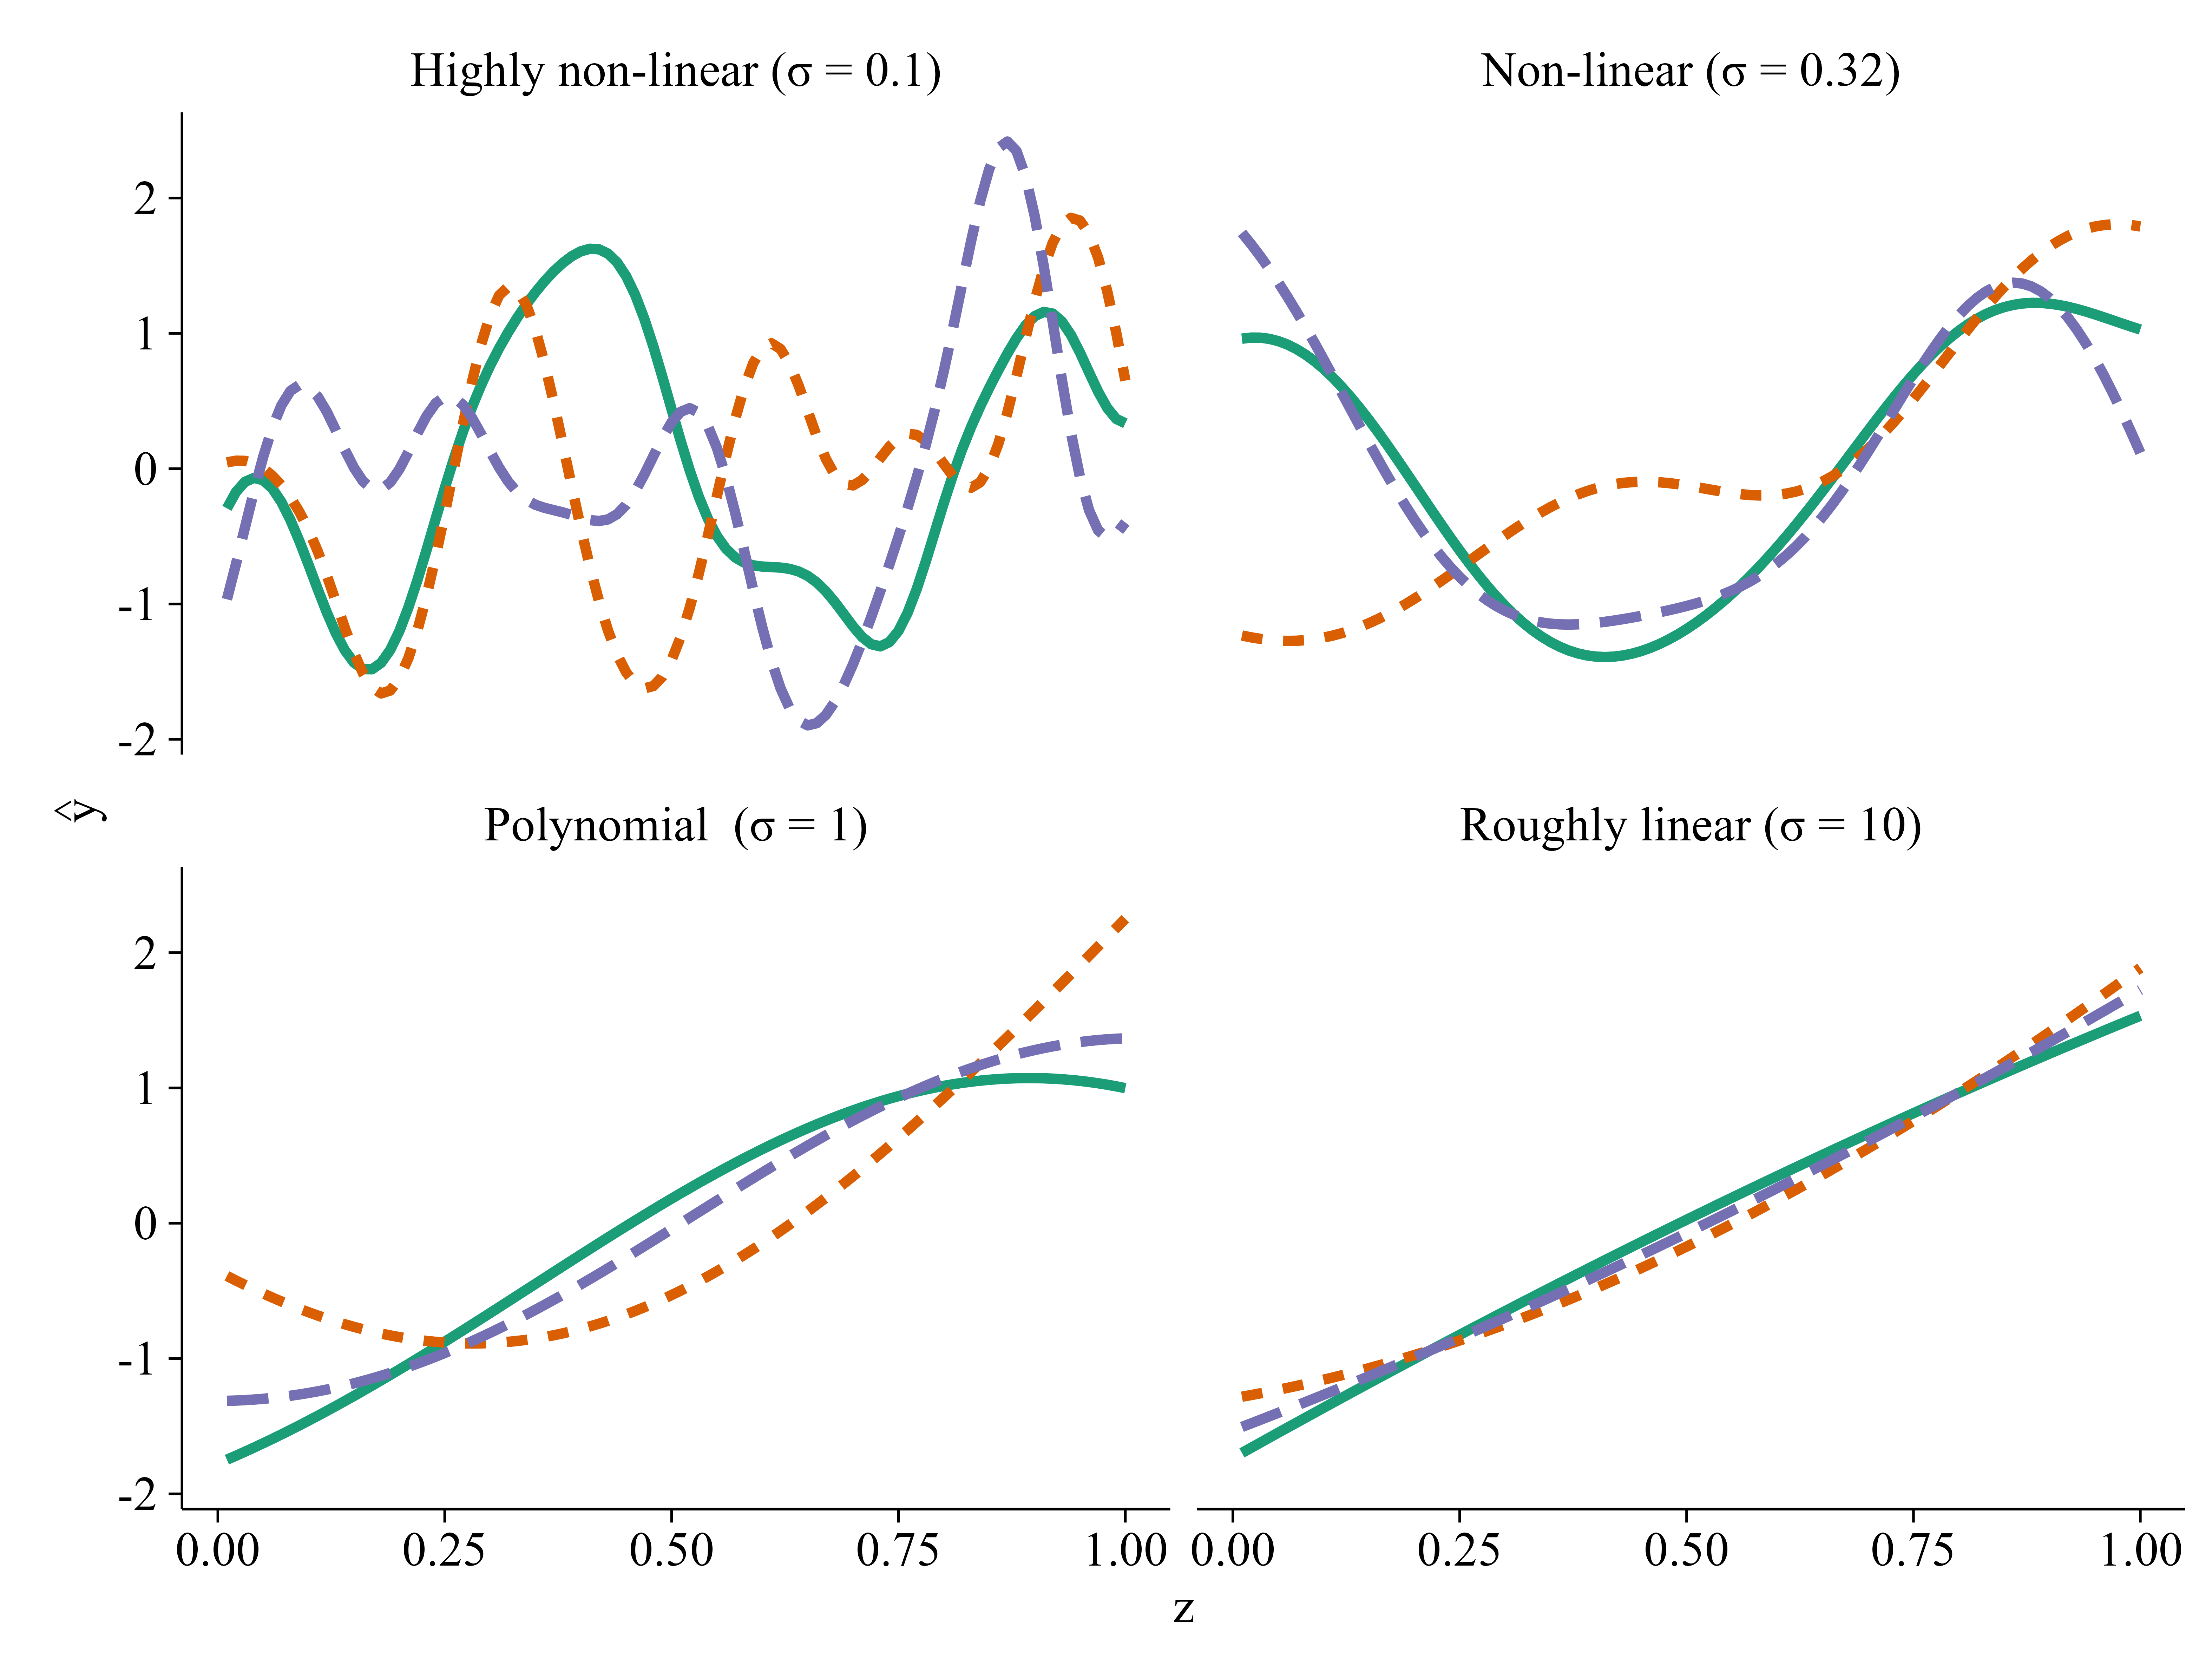 Highly non-linear (σ = 0.1)
Non-linear (σ = 0.32)
2
1
0
-1
-2
ŷ
Polynomial  (σ = 1)
Roughly linear (σ = 10)
2
1
0
-1
-2
0.00 0.25 0.50 0.75 1.00
0.00 0.25 0.50 0.75 1.00
z